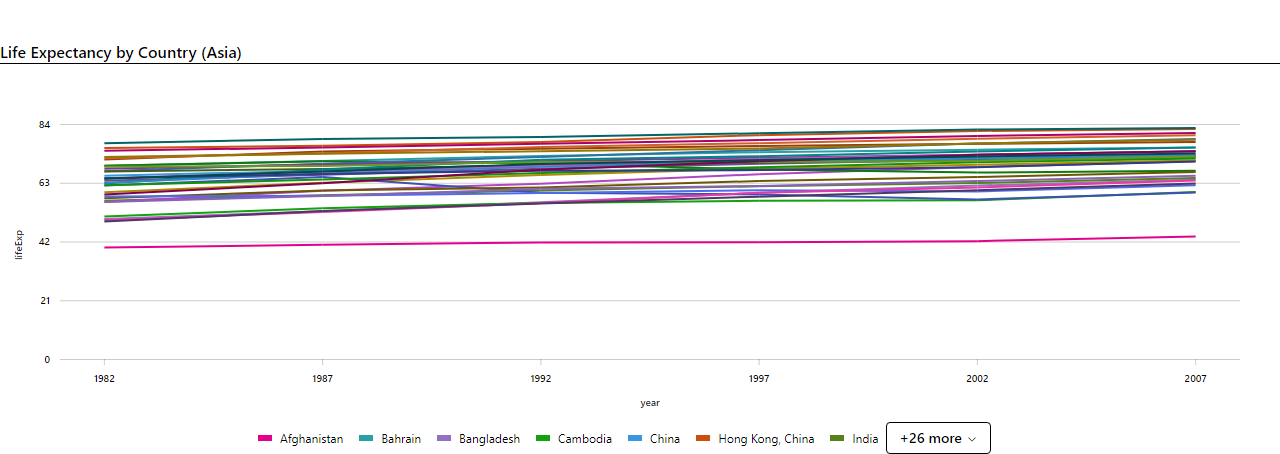 Life Expectancy by Country (Asia)
84
63
42
21
0
lifeExp
1982 1987 1992 1997 2002 2007
year
Afghanistan Bahrain Bangladesh Cambodia China Hong Kong, China India +26 more